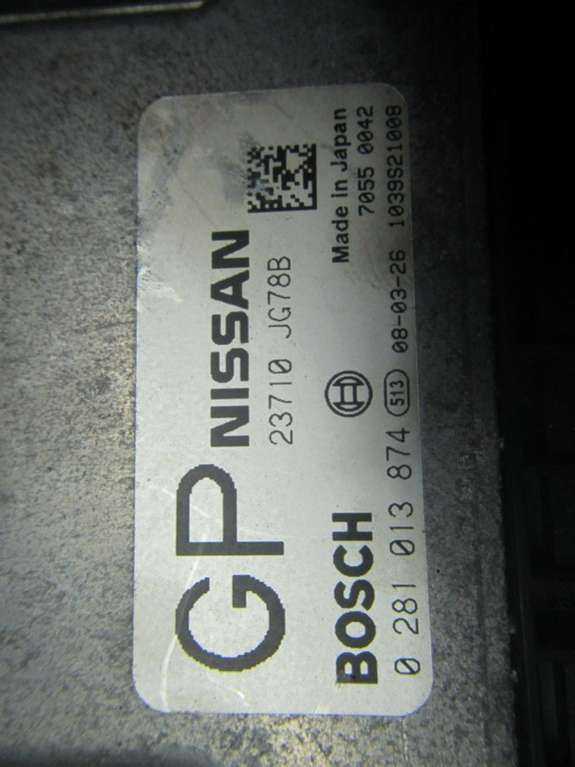 GP NISSAN
23710 JG78B
Made in Japan
BOSCH
7055 0042
0 281 013 874 513 08-03-26 1039S21008